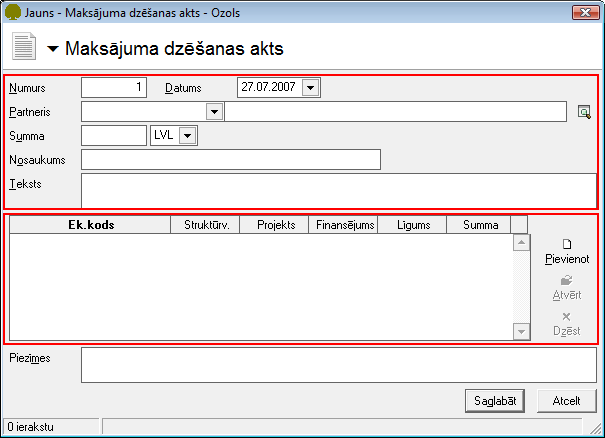 Jauns - Maksājuma dzēšanas akts - Ozols
Maksājuma dzēšanas akts
Numurs 1 Datums 27.07.2007
Partneris
Summa LVL
Nosaukums
Teksts
Ek.kods Struktūrv. Projekts Finansējums Līgums Summa
Pievienot
Atvērt
Dzēst
Piezīmes
Saglabāt Atcelt
0 ierakstu